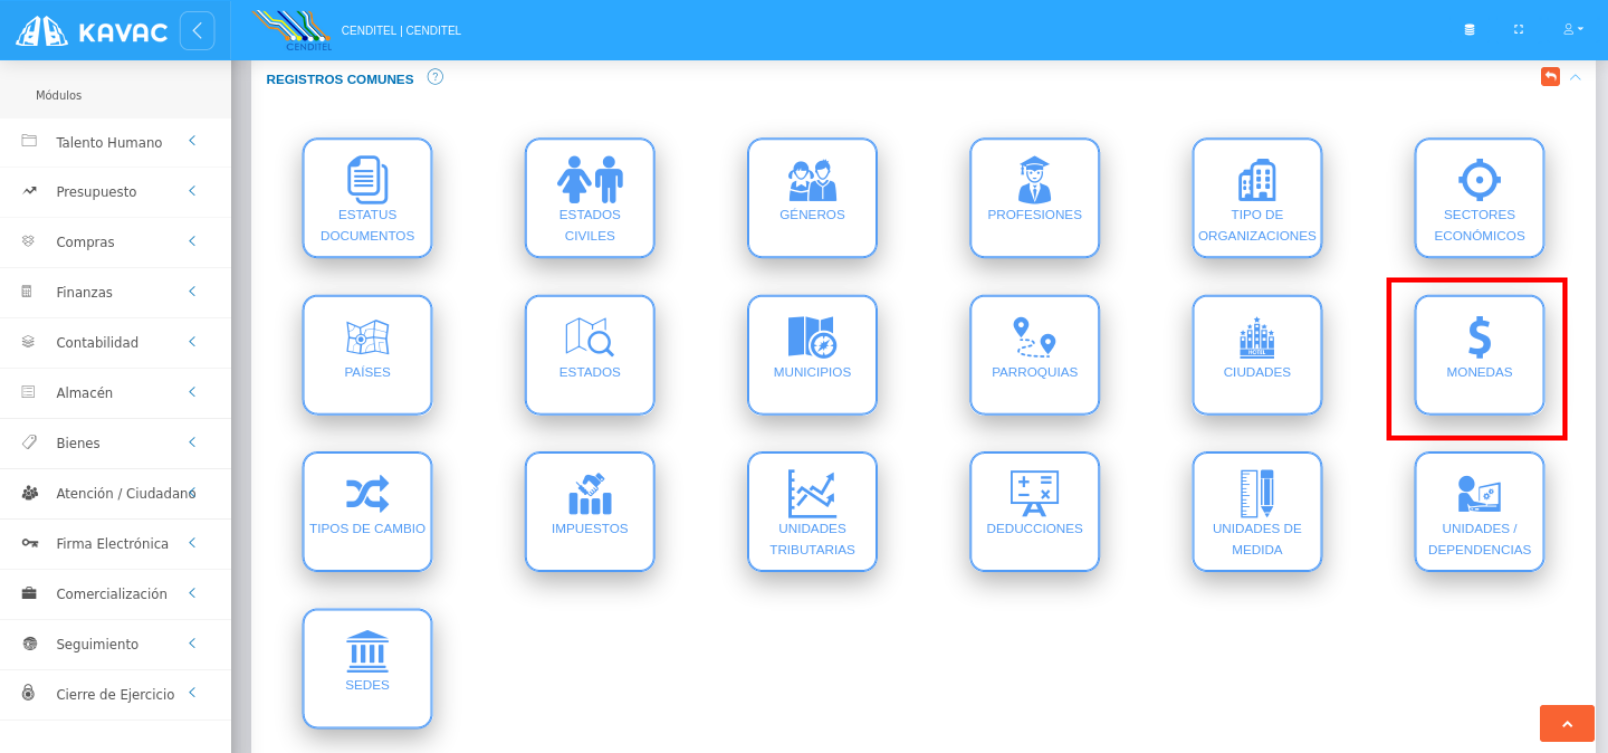 KAVAC
CENDITEL
CENDITEL | CENDITEL
Módulos
Talento Humano
Presupuesto
Compras
Finanzas
Contabilidad
Almacén
Bienes
Atención / Ciudadano
Firma Electrónica
Comercialización
Seguimiento
Cierre de Ejercicio
REGISTROS COMUNES ?
ESTATUS
DOCUMENTOS
ESTADOS
CIVILES
GÉNEROS
PROFESIONES
TIPO DE
ORGANIZACIONES
SECTORES
ECONÓMICOS
PAÍSES
ESTADOS
MUNICIPIOS
PARROQUIAS
HOTEL
CIUDADES
$
MONEDAS
TIPOS DE CAMBIO
IMPUESTOS
UNIDADES
TRIBUTARIAS
DEDUCCIONES
UNIDADES DE
MEDIDA
UNIDADES /
DEPENDENCIAS
SEDES